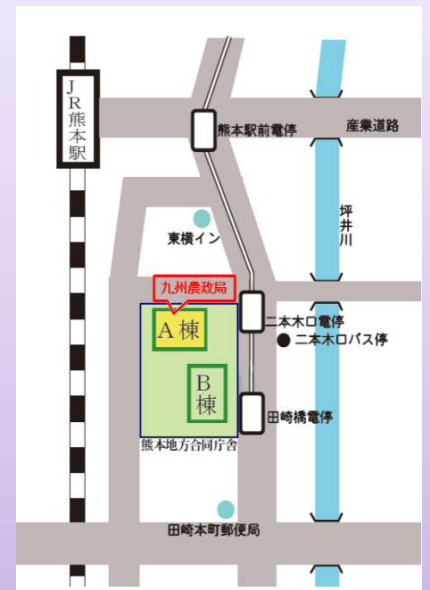 JR熊本駅
熊本駅前電停
産業道路
坪井川
東横イン
九州農政局
A棟
二本木口電停
二本木口バス停
B棟
田崎橋電停
熊本地方合同庁舎
田崎本町郵便局